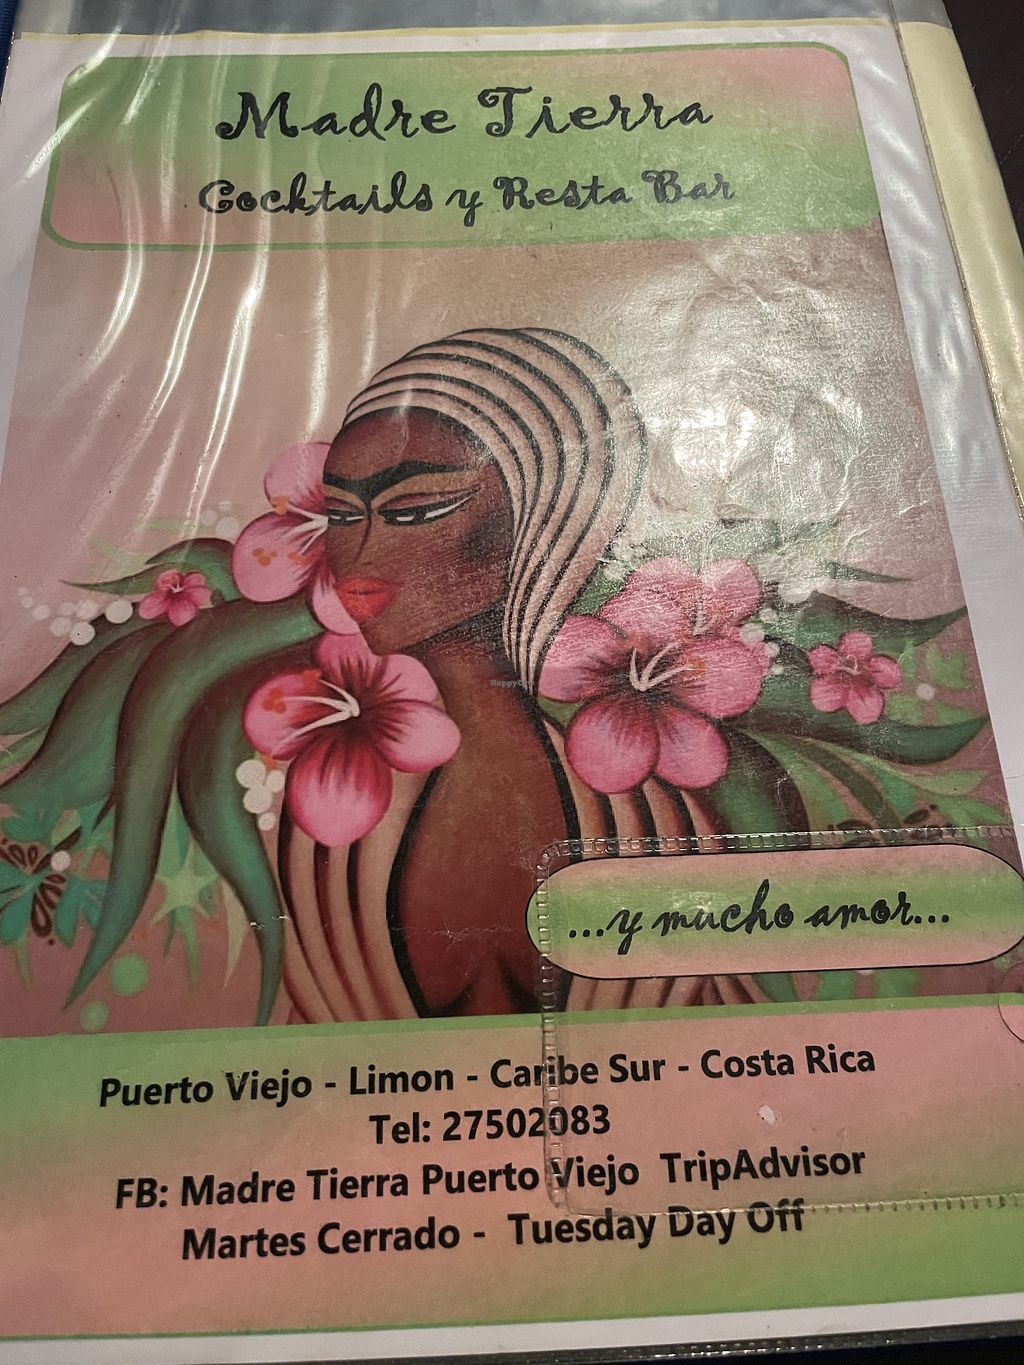 Madre Tierra
Cocktails y Resta Bar
HappyCow
...y mucho amor...
Puerto Viejo - Limon - Caribe Sur - Costa Rica
Tel: 27502083
FB: Madre Tierra Puerto Viejo TripAdvisor
Martes Cerrado - Tuesday Day Off